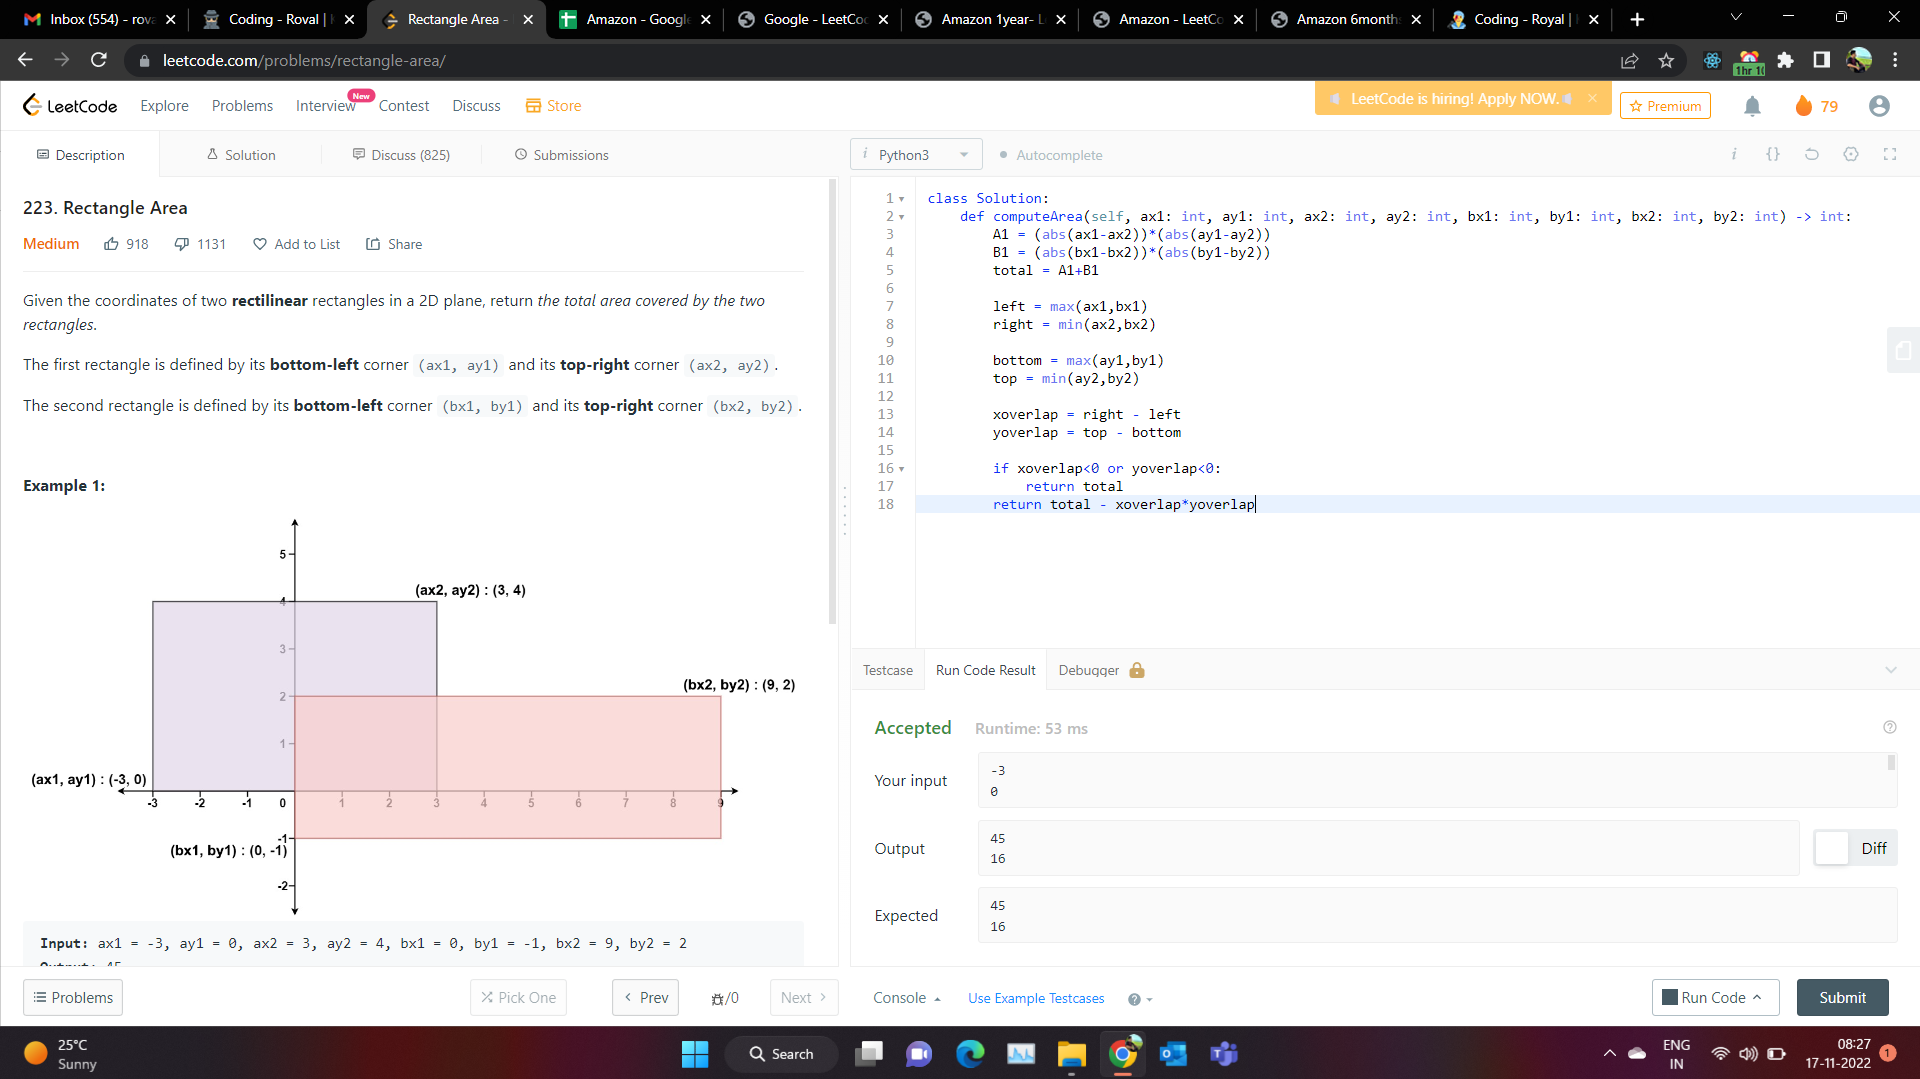 Inbox (554) - rova
Coding - Roval |
Rectangle Area -
Amazon - Google
Google - LeetCo
Amazon 1year- L
Amazon - LeetCo
Amazon 6month
Coding - Royal |
leetcode.com/problems/rectangle-area/
1hr 1
LeetCode
Explore
Problems
Interview
New
Contest
Discuss
Store
LeetCode is hiring! Apply NOW.
Premium
79
Description
Solution
Discuss (825)
Submissions
i Python3
Autocomplete
i {}
223. Rectangle Area
Medium 918 1131 Add to List Share
Given the coordinates of two rectilinear rectangles in a 2D plane, return the total area covered by the two
rectangles.
The first rectangle is defined by its bottom-left corner (ax1, ay1) and its top-right corner (ax2, ay2).
The second rectangle is defined by its bottom-left corner (bx1, by1) and its top-right corner (bx2, by2).
Example 1:
5
(ax2, ay2) : (3, 4)
4
3
(bx2, by2) : (9, 2)
2
1
(ax1, ay1) : (-3, 0)
-3 -2 -1 0 1 2 3 4 5 6 7 8 9
-1
(bx1, by1) : (0, -1)
-2
Input: ax1 = -3, ay1 = 0, ax2 = 3, ay2 = 4, bx1 = 0, by1 = -1, bx2 = 9, by2 = 2
Output: 45
Problems
Pick One
Prev
/0
Next
1 class Solution:
2 def computeArea(self, ax1: int, ay1: int, ax2: int, ay2: int, bx1: int, by1: int, bx2: int, by2: int) -> int:
3 A1 = (abs(ax1-ax2))*(abs(ay1-ay2))
4 B1 = (abs(bx1-bx2))*(abs(by1-by2))
5 total = A1+B1
6
7 left = max(ax1,bx1)
8 right = min(ax2,bx2)
9
10 bottom = max(ay1,by1)
11 top = min(ay2,by2)
12
13 xoverlap = right - left
14 yoverlap = top - bottom
15
16 if xoverlap<0 or yoverlap<0:
17 return total
18 return total - xoverlap*yoverlap
Testcase
Run Code Result
Debugger
Accepted Runtime: 53 ms
Your input
-3
0
Output
45
16
Diff
Expected
45
16
Console
Use Example Testcases
Run Code
Submit
25°C
Sunny
Search
ENG
IN
08:27
17-11-2022
1